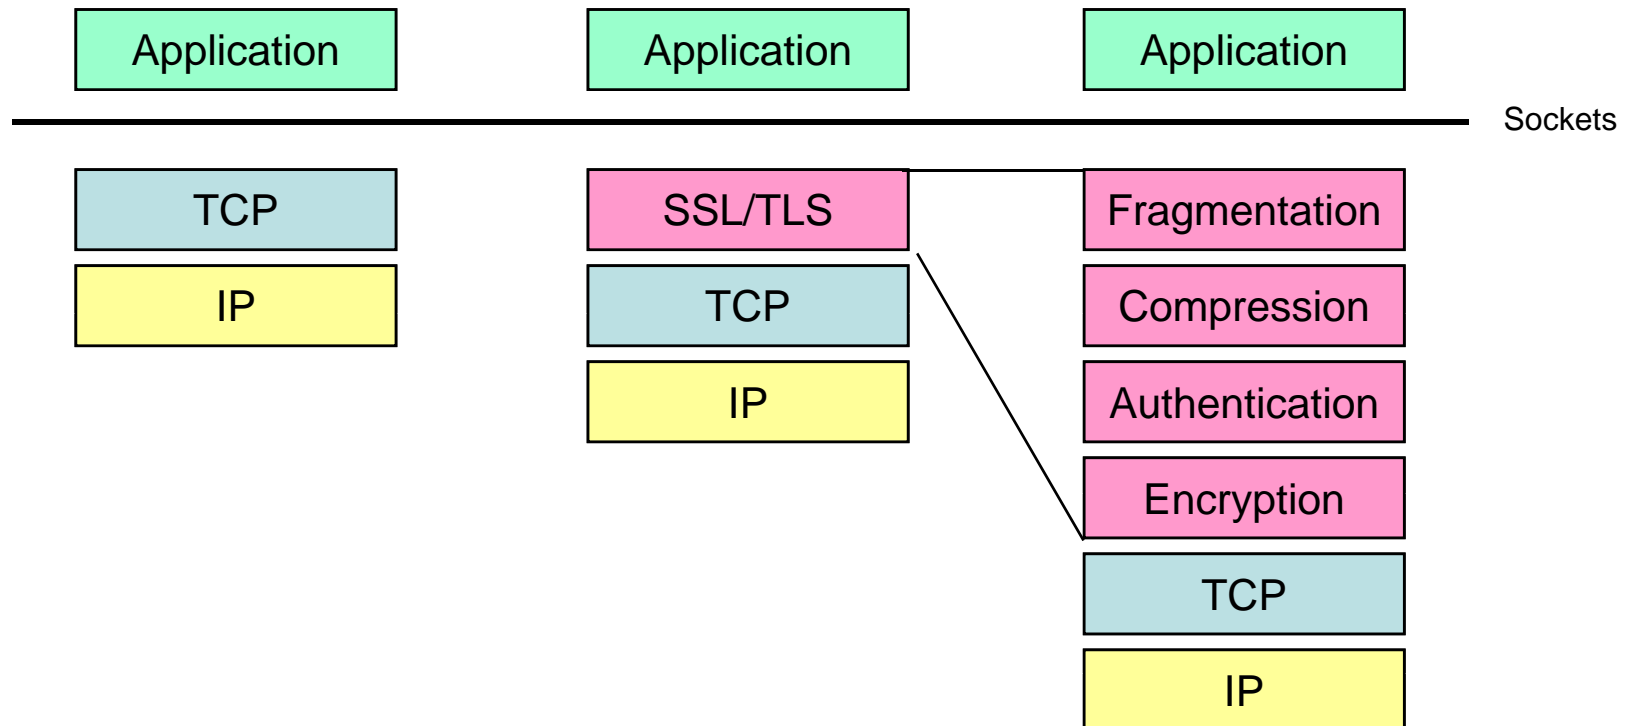 Application
Application
Application
Sockets
TCP
SSL/TLS
Fragmentation
IP
TCP
Compression
IP
Authentication
Encryption
TCP
IP